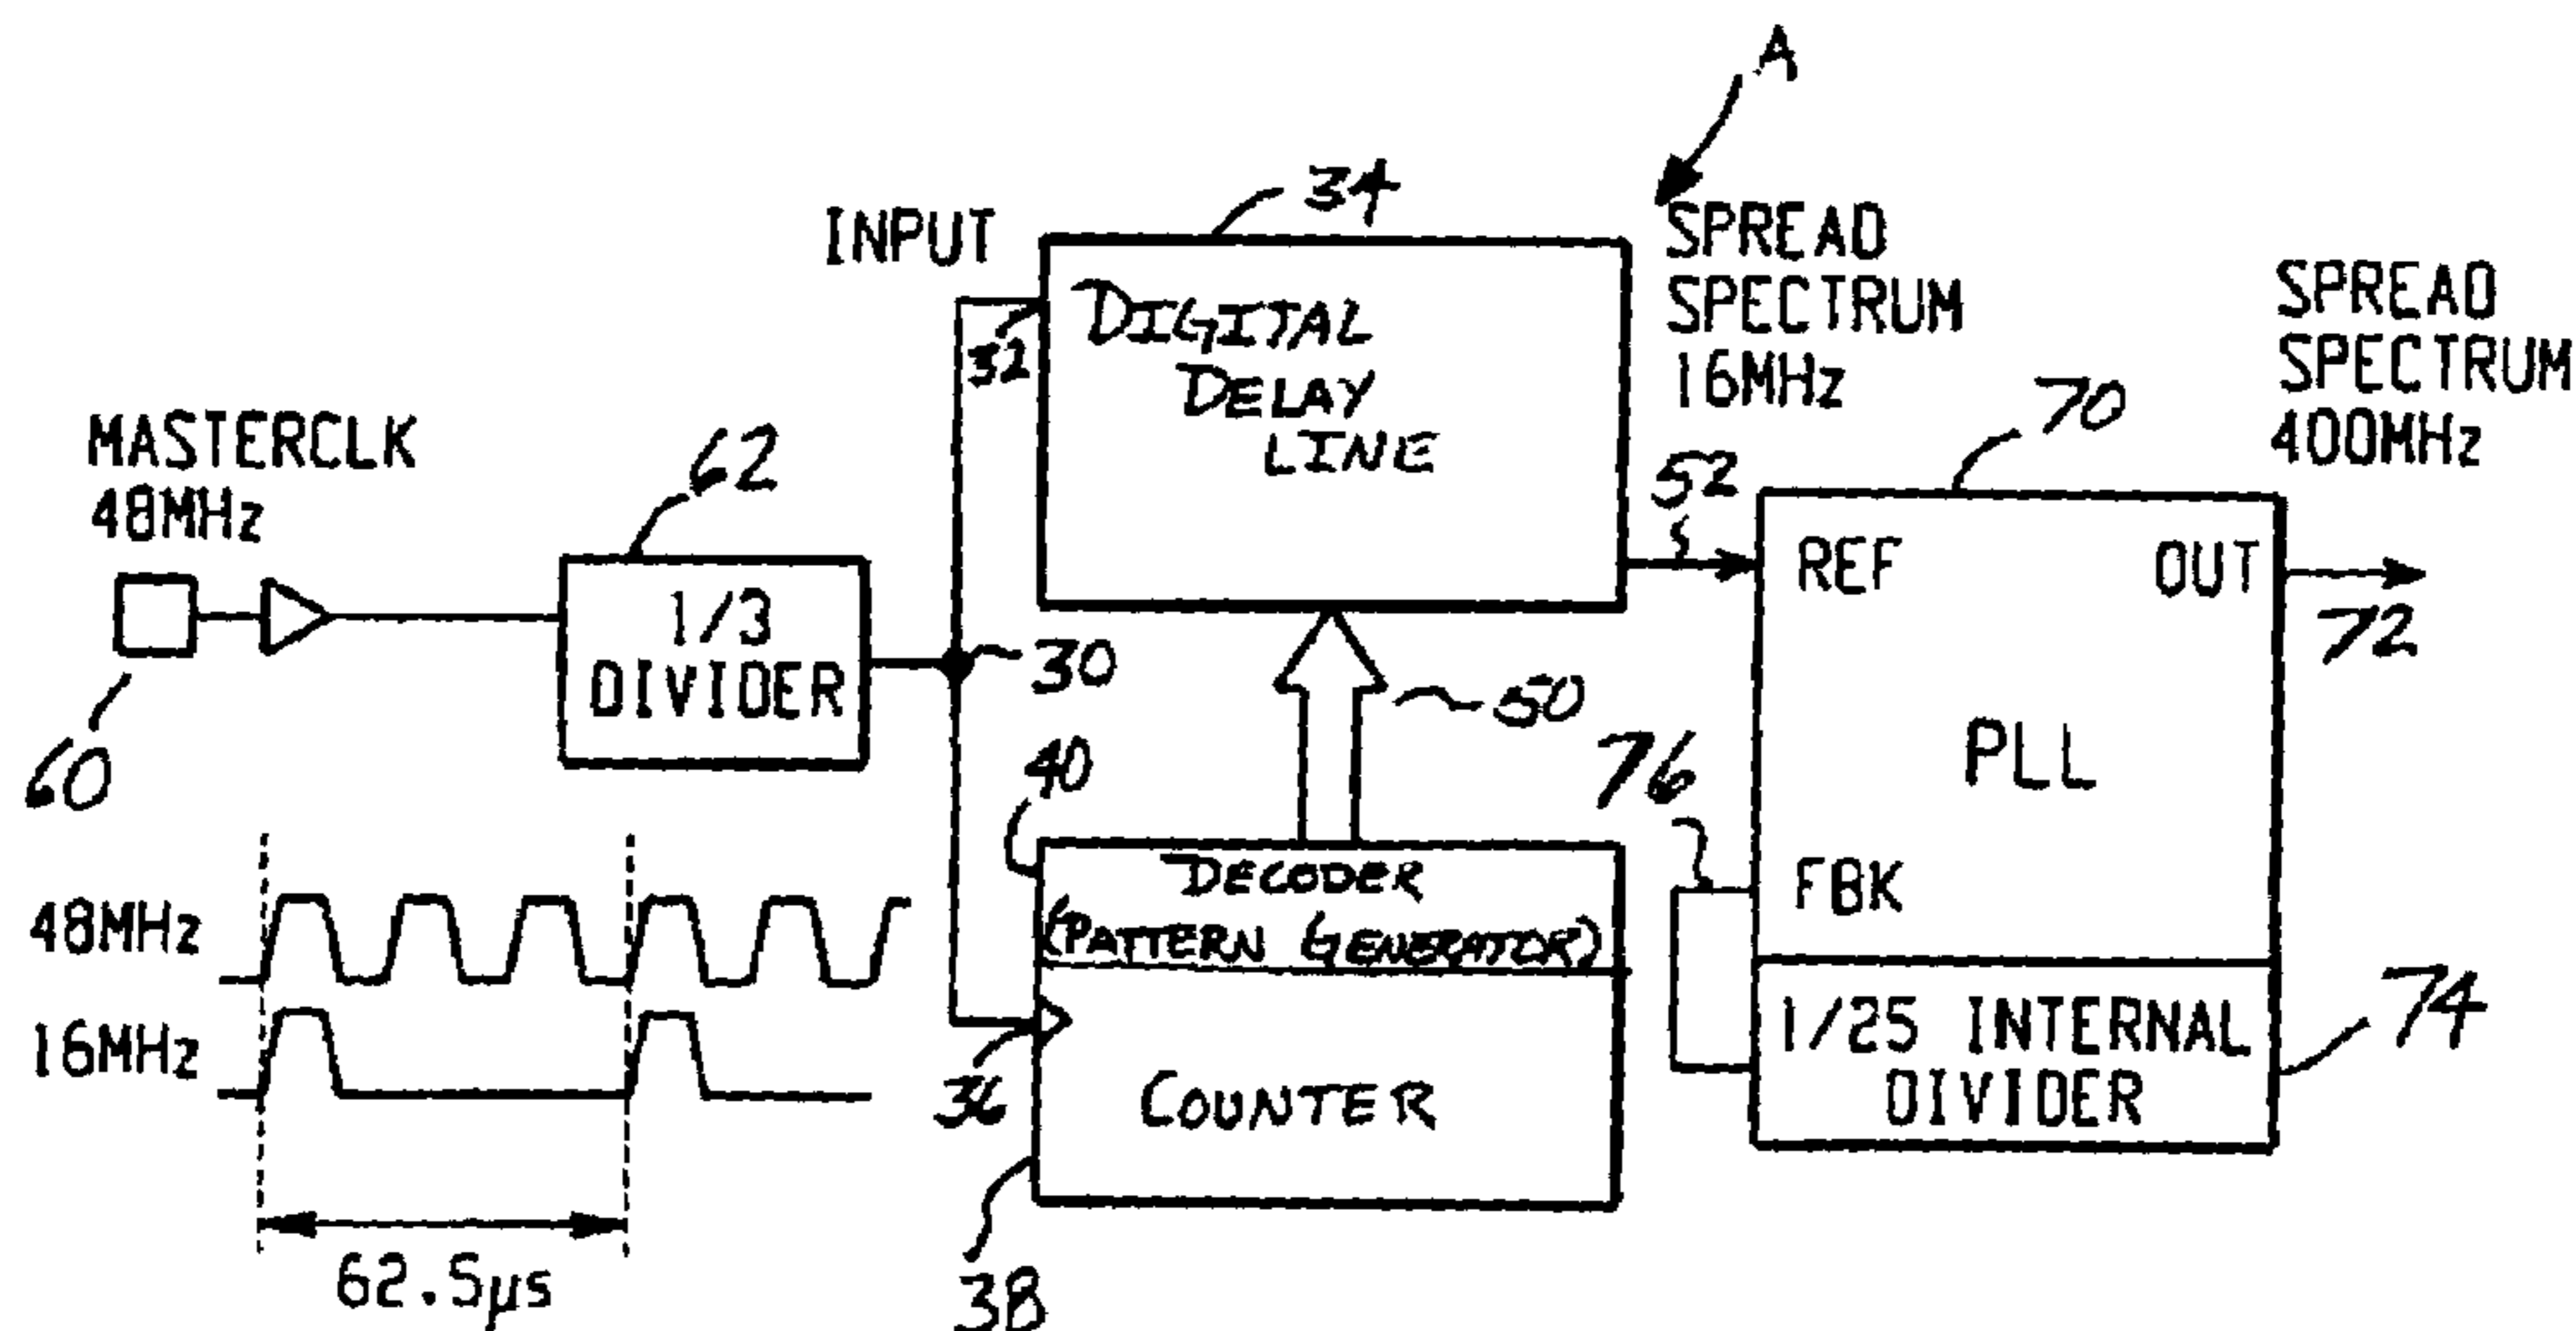 A
34
INPUT
SPREAD
SPECTRUM
16MHz
SPREAD
SPECTRUM
400MHz
32
DIGITAL
DELAY
LINE
MASTERCLK
48MHz
62
52
70
REF
OUT
72
1/3
DIVIDER
30
50
60
40
76
PLL
DECODER
(PATTERN GENERATOR)
FBK
48MHz
16MHz
36
COUNTER
1/25 INTERNAL
DIVIDER
74
62.5µs
38